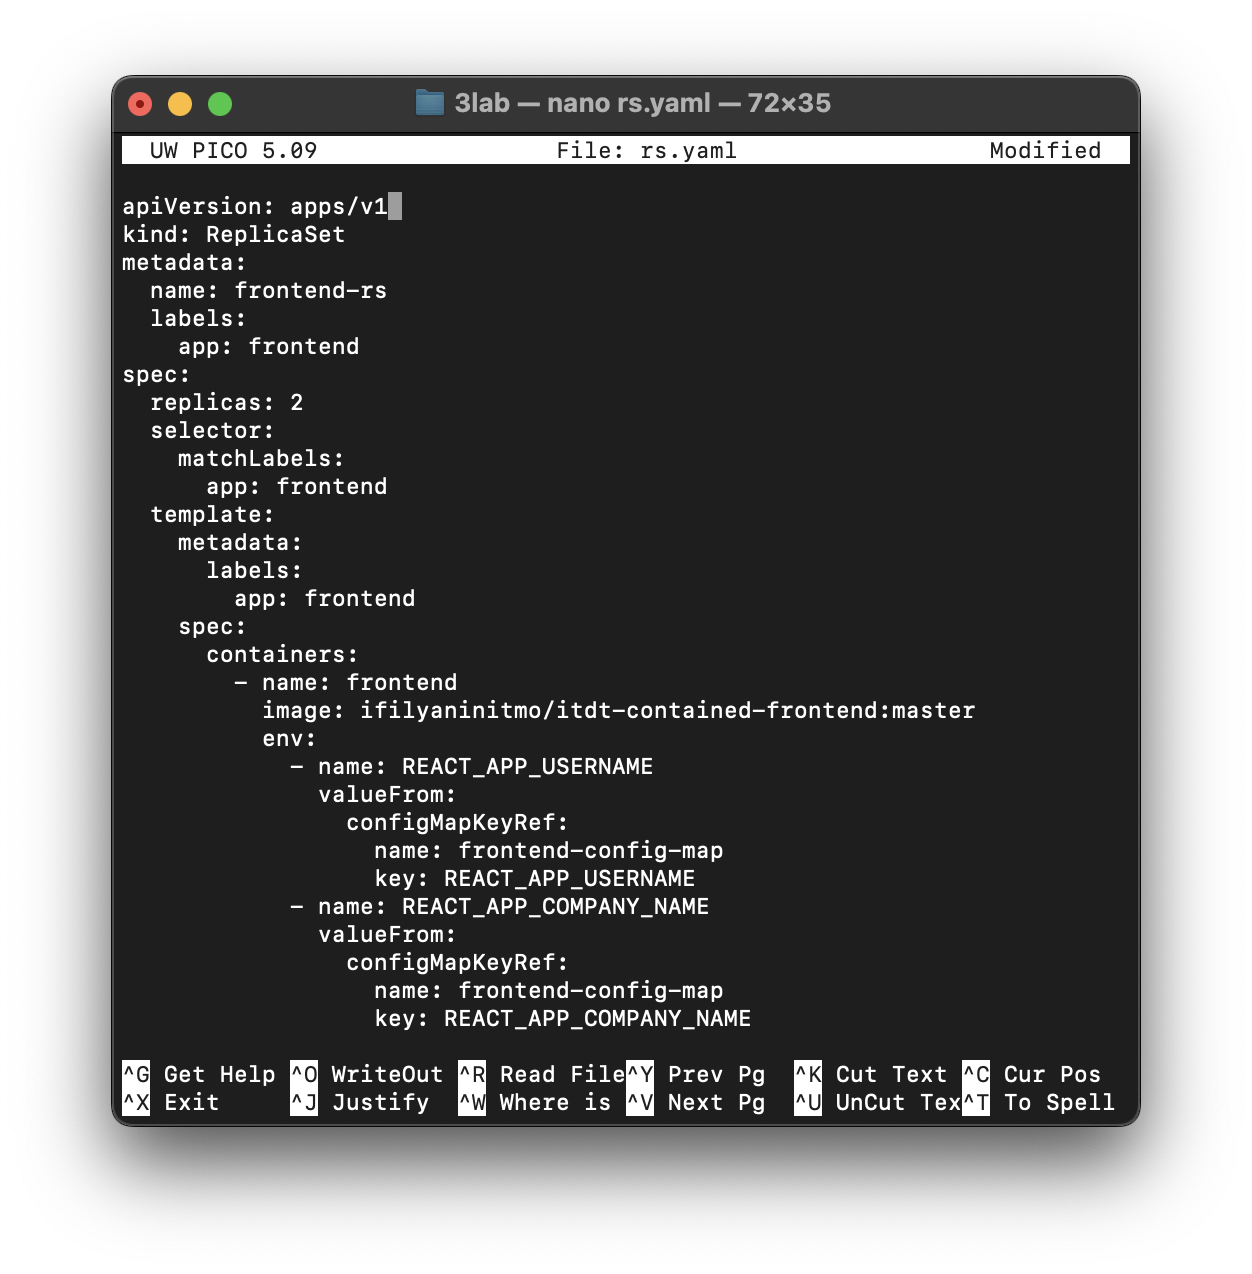 3lab — nano rs.yaml — 72×35
UW PICO 5.09 File: rs.yaml Modified
apiVersion: apps/v1
kind: ReplicaSet
metadata:
  name: frontend-rs
  labels:
    app: frontend
spec:
  replicas: 2
  selector:
    matchLabels:
      app: frontend
  template:
    metadata:
      labels:
        app: frontend
    spec:
      containers:
        - name: frontend
          image: ifilyaninitmo/itdt-contained-frontend:master
          env:
            - name: REACT_APP_USERNAME
              valueFrom:
                configMapKeyRef:
                  name: frontend-config-map
                  key: REACT_APP_USERNAME
            - name: REACT_APP_COMPANY_NAME
              valueFrom:
                configMapKeyRef:
                  name: frontend-config-map
                  key: REACT_APP_COMPANY_NAME
^G Get Help ^O WriteOut ^R Read File ^Y Prev Pg ^K Cut Text ^C Cur Pos
^X Exit ^J Justify ^W Where is ^V Next Pg ^U UnCut Tex ^T To Spell